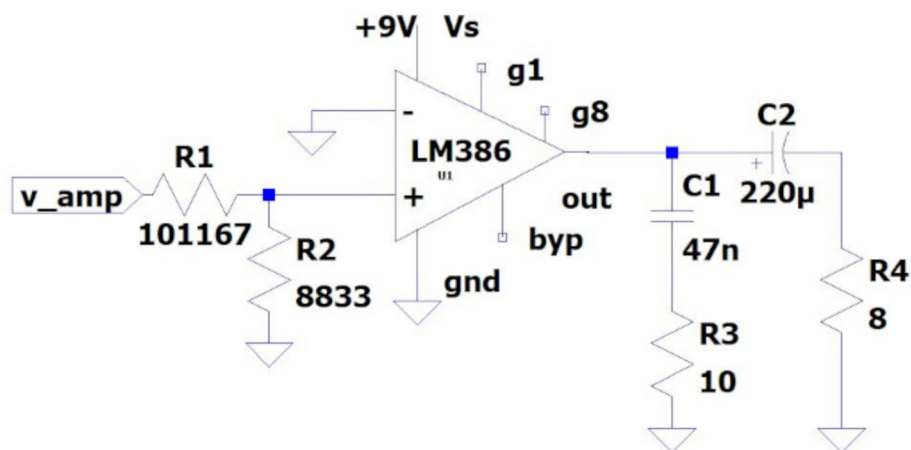 +9V Vs
g1
g8
-
LM386
U1
C2
+
220µ
R1
v_amp
101167
+
out
C1
47n
byp
R2
8833
gnd
R4
8
R3
10